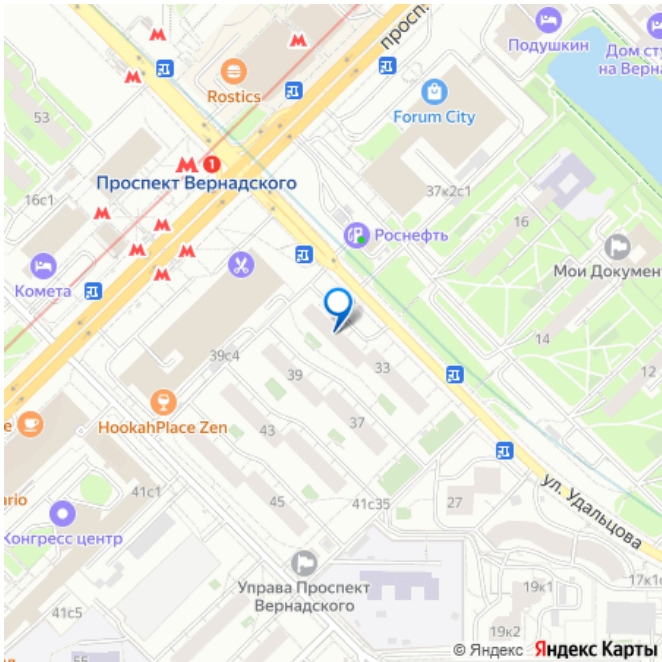 просп.
Подушкин
Дом сту
на Верна
53
Rostics
Forum City
М 1
Проспект Вернадского
37к2с1
16с1
16
Роснефть
Мои Документ
Комета
14
39с4
33
12
39
HookahPlace Zen
37
43
е
ario
41с1
45
41с35
27
ул. Удальцова
Конгресс центр
Управа Проспект
Вернадского
19к1
17к1
41с5
19к2
55
© Яндекс Яндекс Карты